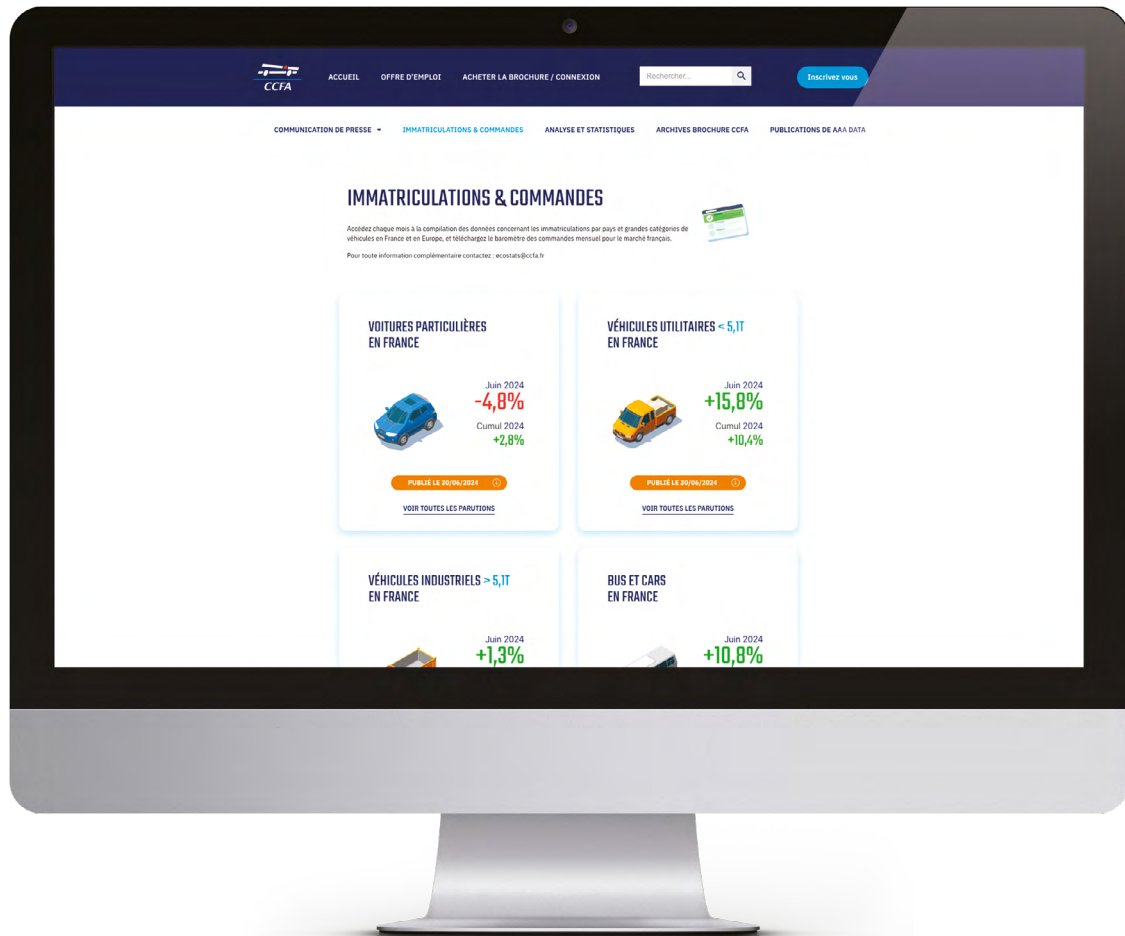 CCFA
ACCUEIL OFFRE D'EMPLOI ACHETER LA BROCHURE / CONNEXION Rechercher... Inscrivez vous
COMMUNICATION DE PRESSE IMMATRICULATIONS & COMMANDES ANALYSE ET STATISTIQUES ARCHIVES BROCHURE CCFA PUBLICATIONS DE AAA DATA
IMMATRICULATIONS & COMMANDES
Accédez chaque mois à la compilation des données concernant les immatriculations par pays et grandes catégories de
véhicules en France et en Europe, et téléchargez le baromètre des commandes mensuel pour le marché français.
Pour toute information complémentaire contactez : ecostats@ccfa.fr
VOITURES PARTICULIÈRES
EN FRANCE
Juin 2024
-4,8%
Cumul 2024
+2,8%
PUBLIÉ LE 30/06/2024
VOIR TOUTES LES PARUTIONS
VÉHICULES UTILITAIRES < 5,1T
EN FRANCE
Juin 2024
+15,8%
Cumul 2024
+10,4%
PUBLIÉ LE 30/06/2024
VOIR TOUTES LES PARUTIONS
VÉHICULES INDUSTRIELS > 5,1T
EN FRANCE
Juin 2024
+1,3%
BUS ET CARS
EN FRANCE
Juin 2024
+10,8%